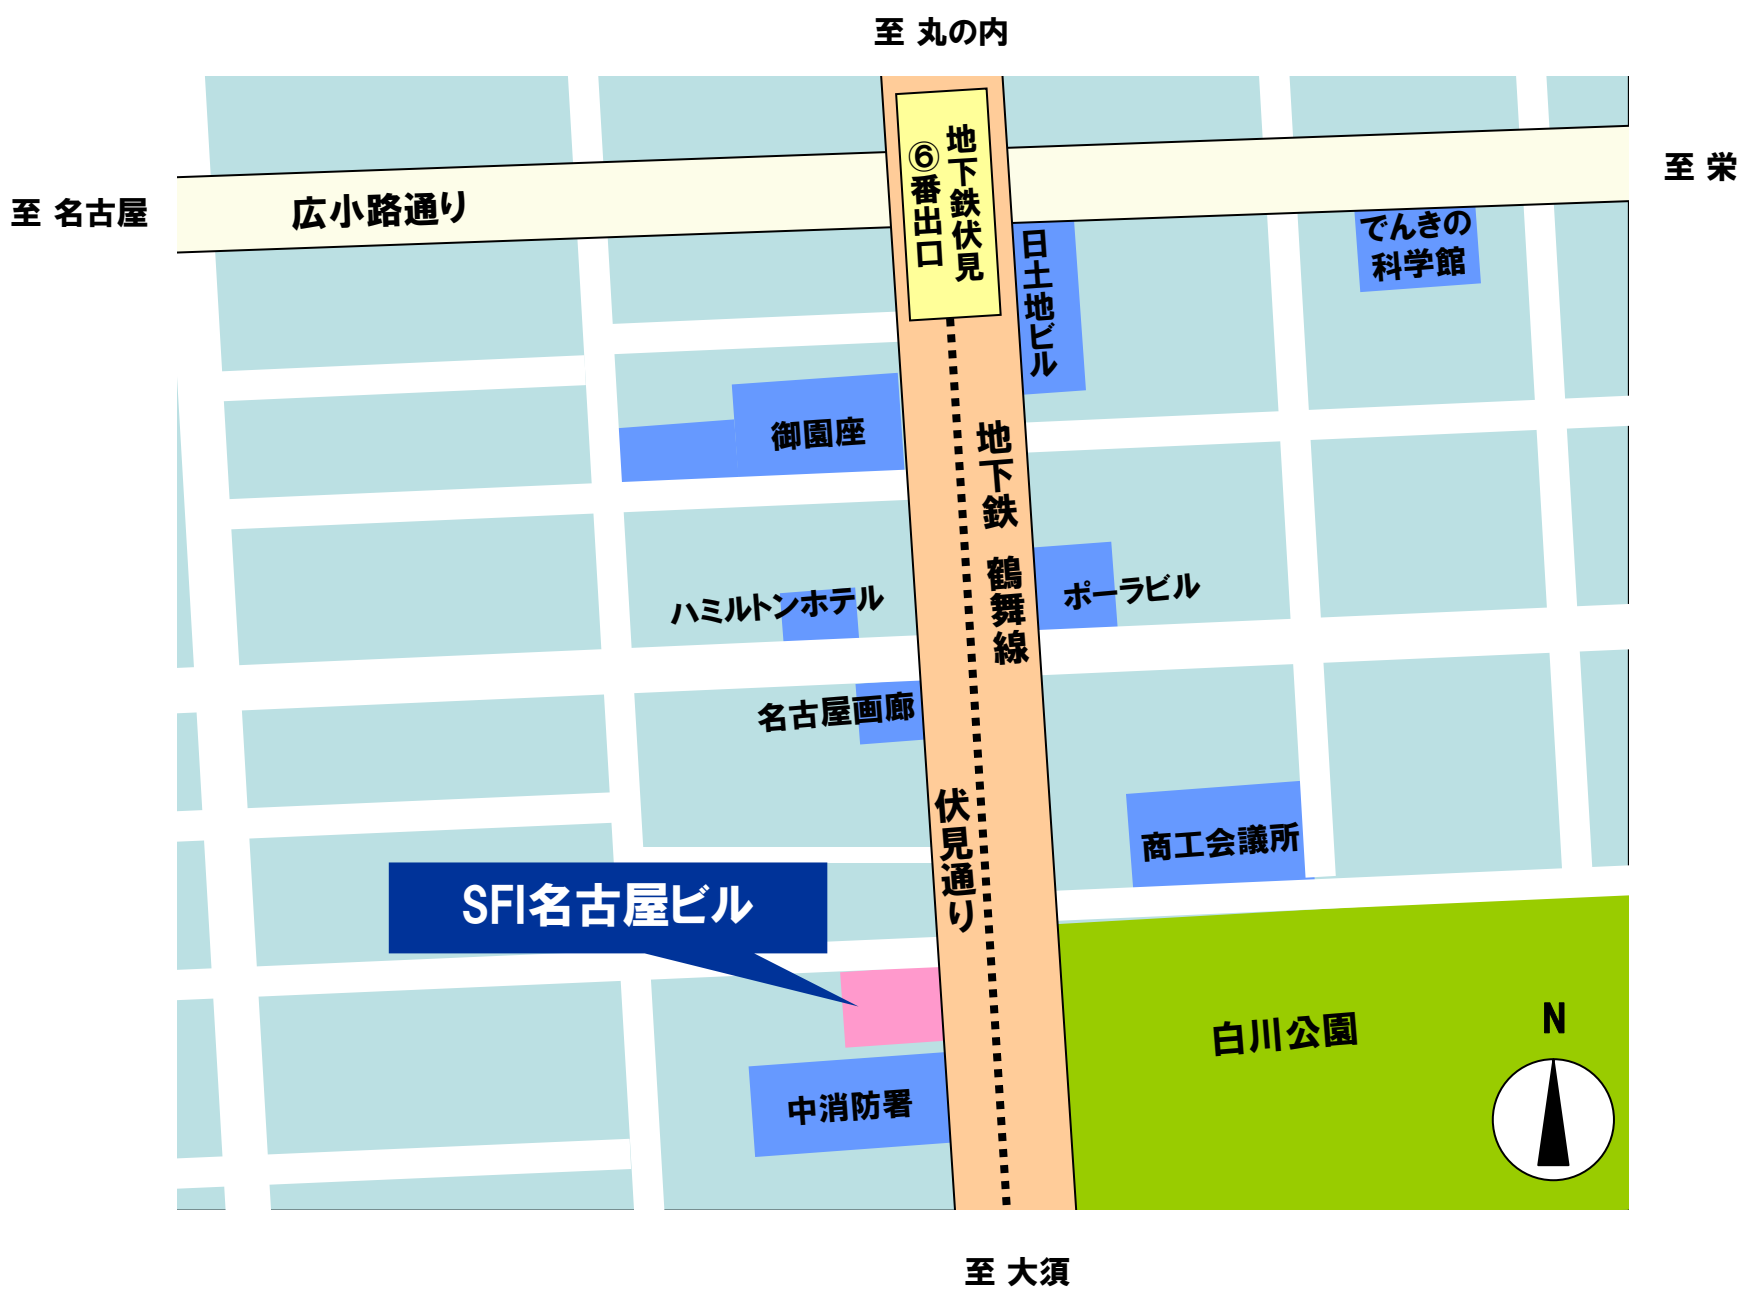 至 丸の内
至 名古屋
広小路通り
地下鉄伏見
⑥番出口
至 栄
日土地ビル
でんきの
科学館
御園座
地下鉄 鶴舞線
ハミルトンホテル
ポーラビル
名古屋画廊
伏見通り
商工会議所
SFI名古屋ビル
白川公園
N
中消防署
至 大須